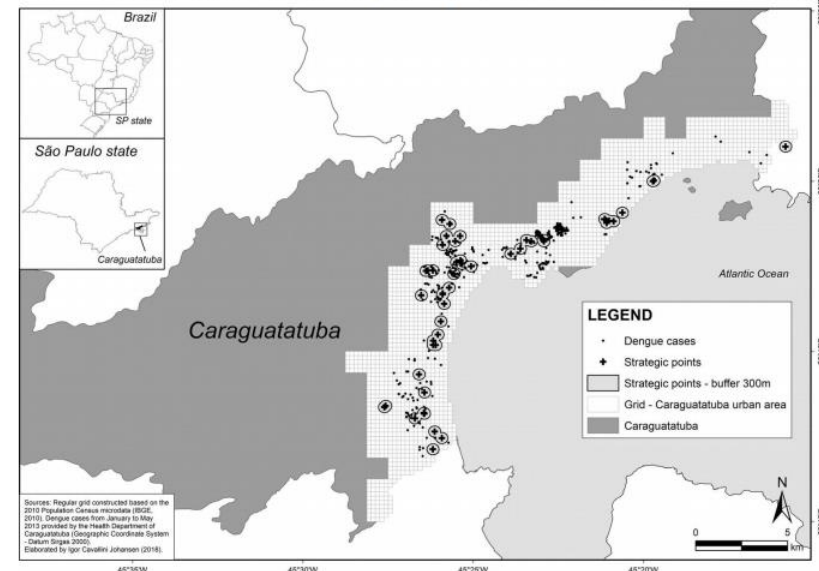 Brazil
SP state
São Paulo state
Caraguatatuba
Caraguatatuba
Atlantic Ocean
LEGEND
Dengue cases
Strategic points
Strategic points - buffer 300m
Grid - Caraguatatuba urban area
Caraguatatuba
Sources: Regular grid constructed based on the
2010 Population Census microdata (IBGE,
2010). Dengue cases from January to May
2013 provided by the Health Department of
Caraguatatuba (Geographic Coordinate System
- Datum Sirgas 2000).
Elaborated by Igor Cavallini Johansen (2018).
N
0 5
km
45°30'W 45°25'W 45°20'W